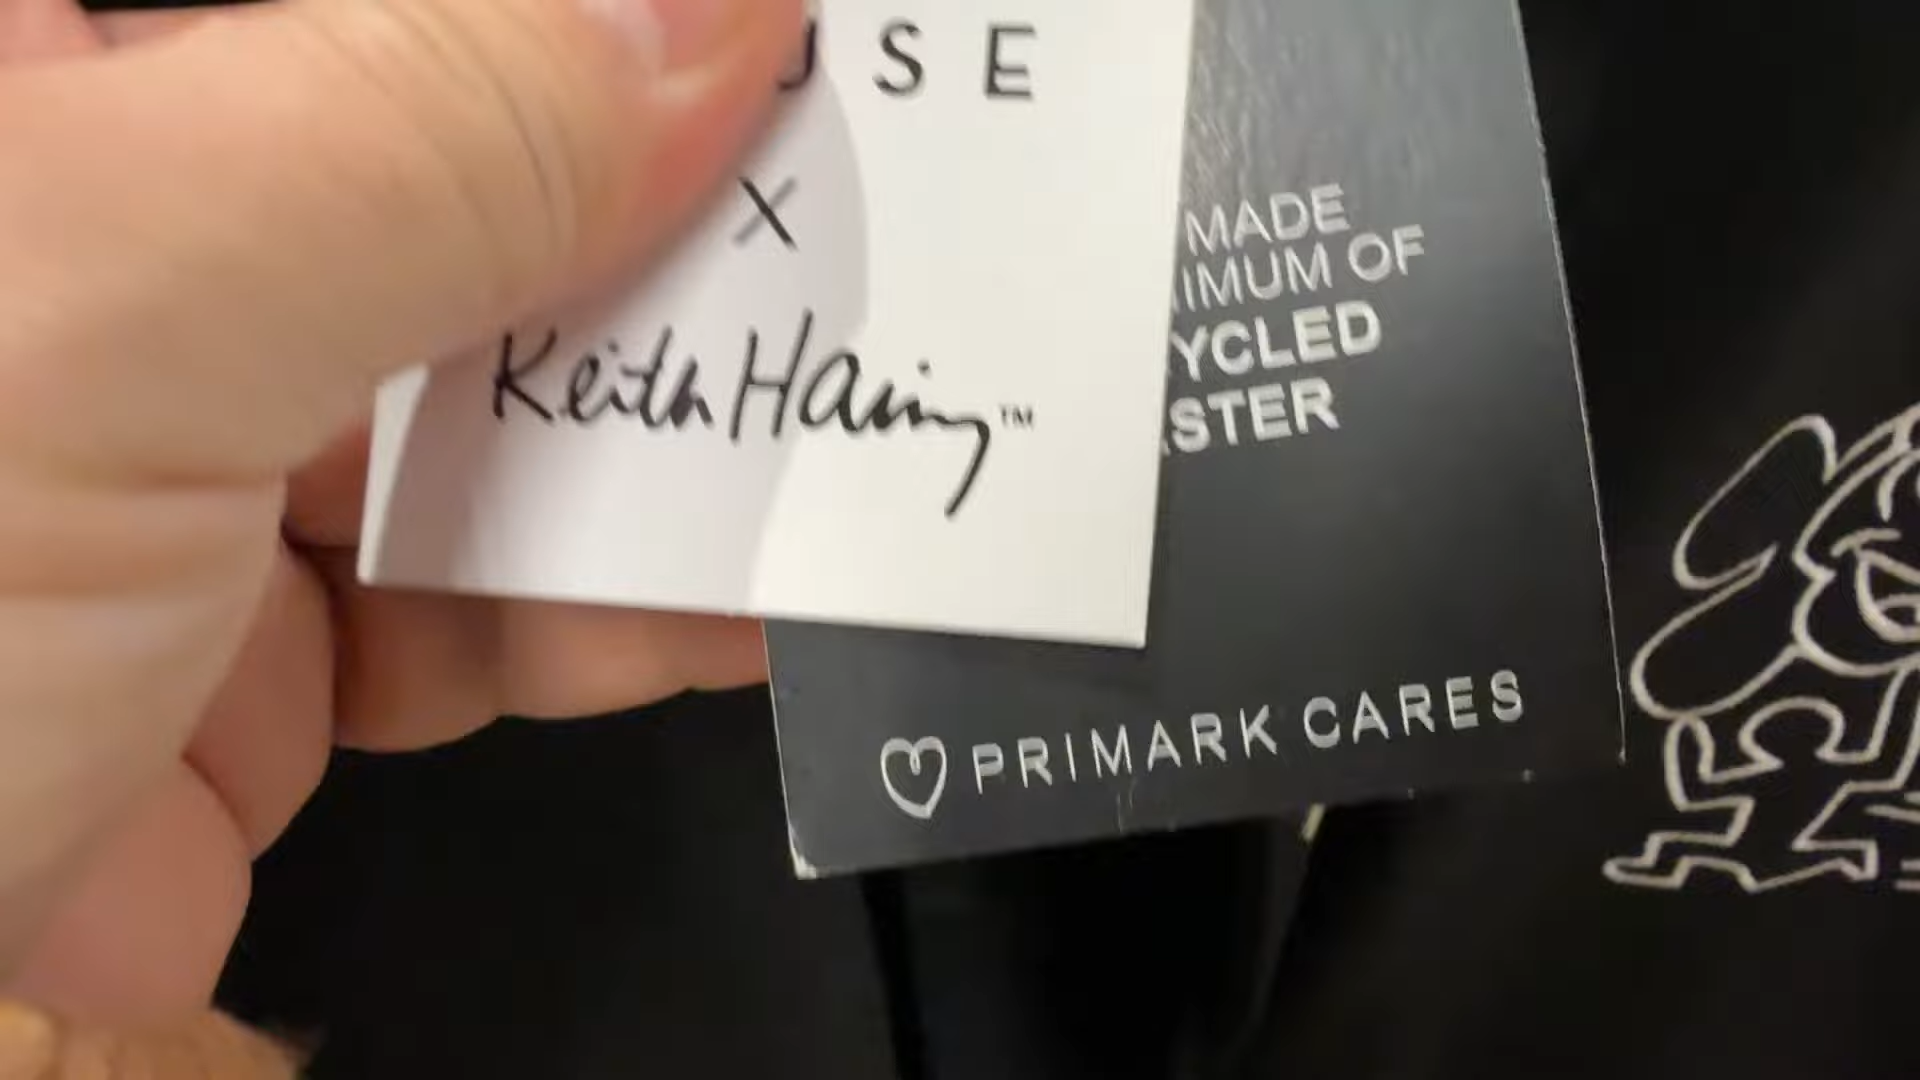 USE
X
Keith Haring™
MADE
IMUM OF
YCLED
STER
PRIMARK CARES